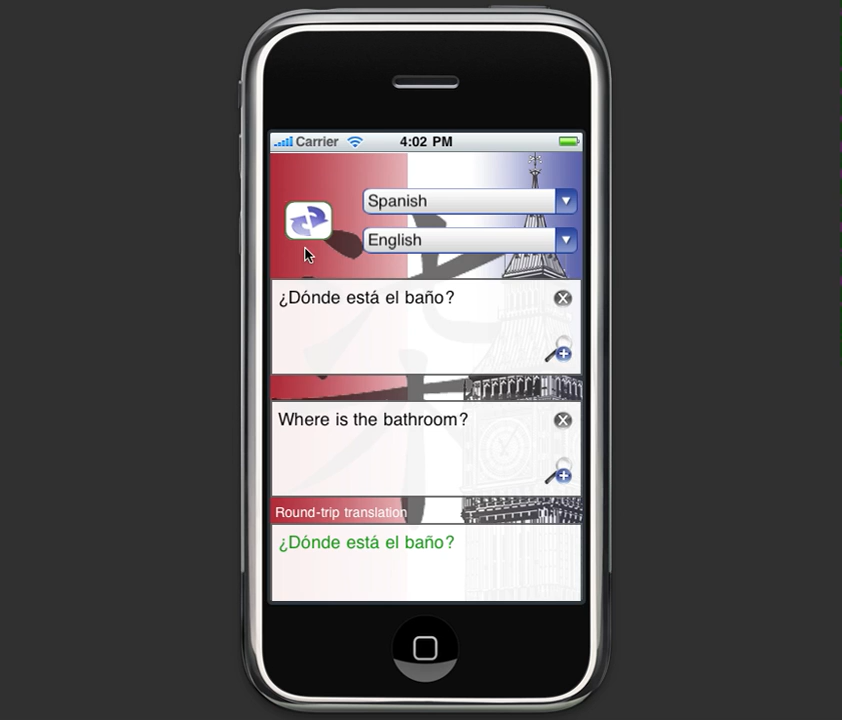 Carrier 4:02 PM
Spanish
English
¿Dónde está el baño?
Where is the bathroom?
Round-trip translation
¿Dónde está el baño?